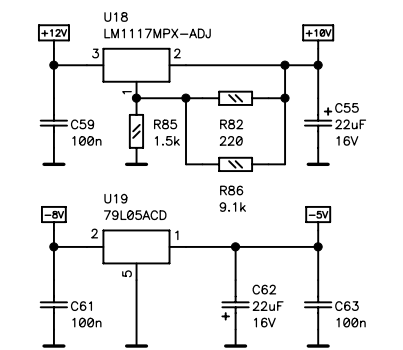 U18
LM1117MPX-ADJ
+12V
+10V
3
2
1
C59
100n
R85
1.5k
R82
220
+
C55
22uF
16V
R86
9.1k
U19
79L05ACD
-8V
-5V
2
1
5
C61
100n
+
C62
22uF
16V
C63
100n